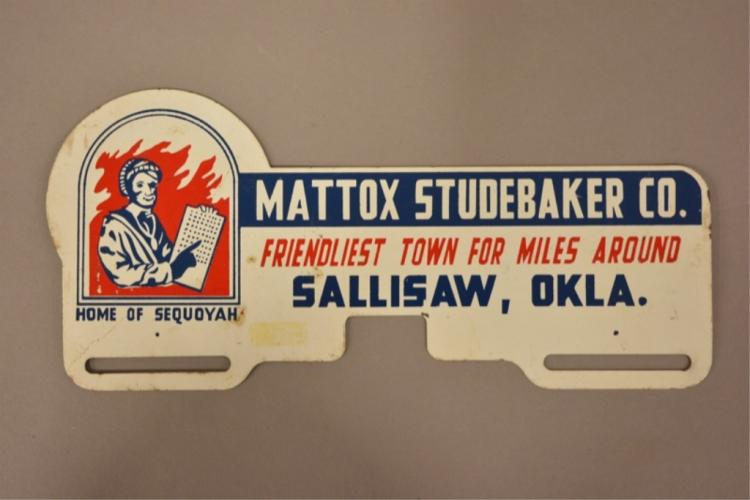 MATTOX STUDEBAKER CO.
FRIENDLIEST TOWN FOR MILES AROUND
SALLISAW, OKLA.
HOME OF SEQUOYAH